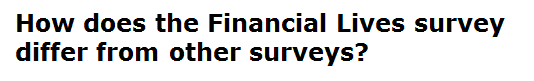 How does the Financial Lives survey
differ from other surveys?